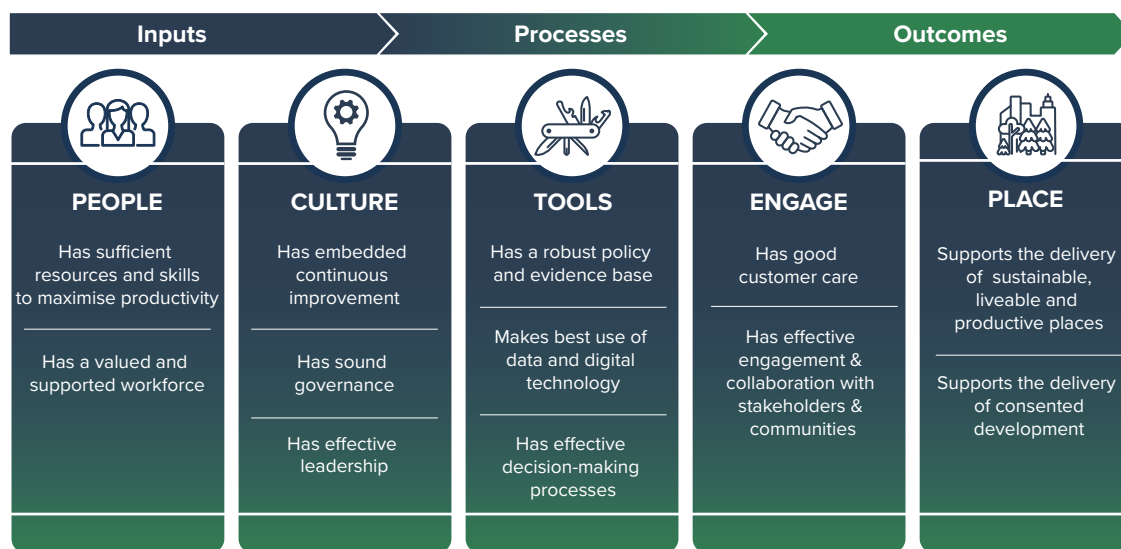 Inputs
Processes
Outcomes
PEOPLE
Has sufficient
resources and skills
to maximise productivity
Has a valued and
supported workforce
CULTURE
Has embedded
continuous
improvement
Has sound
governance
Has effective
leadership
TOOLS
Has a robust policy
and evidence base
Makes best use of
data and digital
technology
Has effective
decision-making
processes
ENGAGE
Has good
customer care
Has effective
engagement &
collaboration with
stakeholders &
communities
PLACE
Supports the delivery
of sustainable,
liveable and
productive places
Supports the delivery
of consented
development